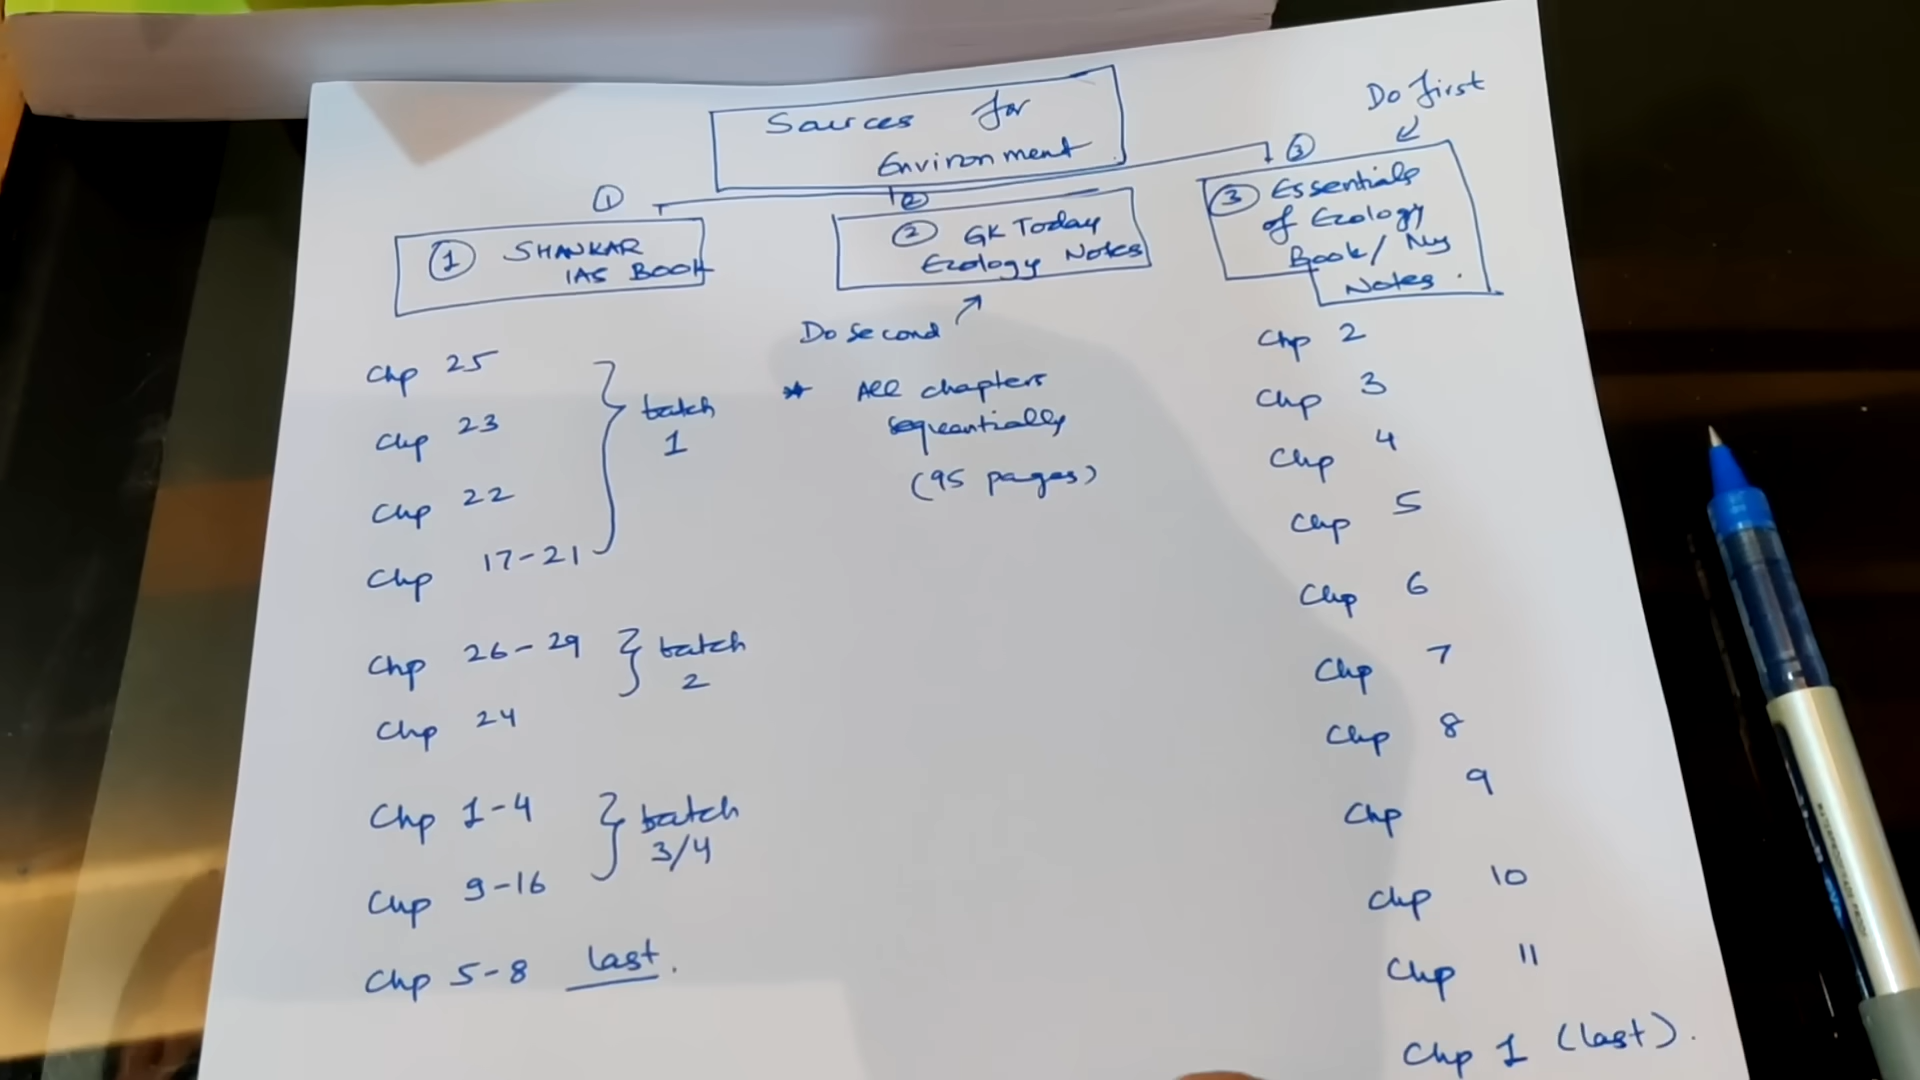 Sources for
Environment
Do first
①
②
③
① SHANKAR
IAS BOOK
② GK Today
Ecology Notes
③ Essentials
of Ecology
Book/ My
Notes.
Chp 25
Chp 23
Chp 22
Chp 17-21
batch
1
Chp 26-29
Chp 24
batch
2
Chp 1-4
Chp 9-16
batch
3/4
Chp 5-8 last.
Do Second
* All chapters
sequentially
(95 pages)
Chp 2
Chp 3
Chp 4
Chp 5
Chp 6
Chp 7
Chp 8
Chp 9
Chp 10
Chp 11
Chp 1 (last).